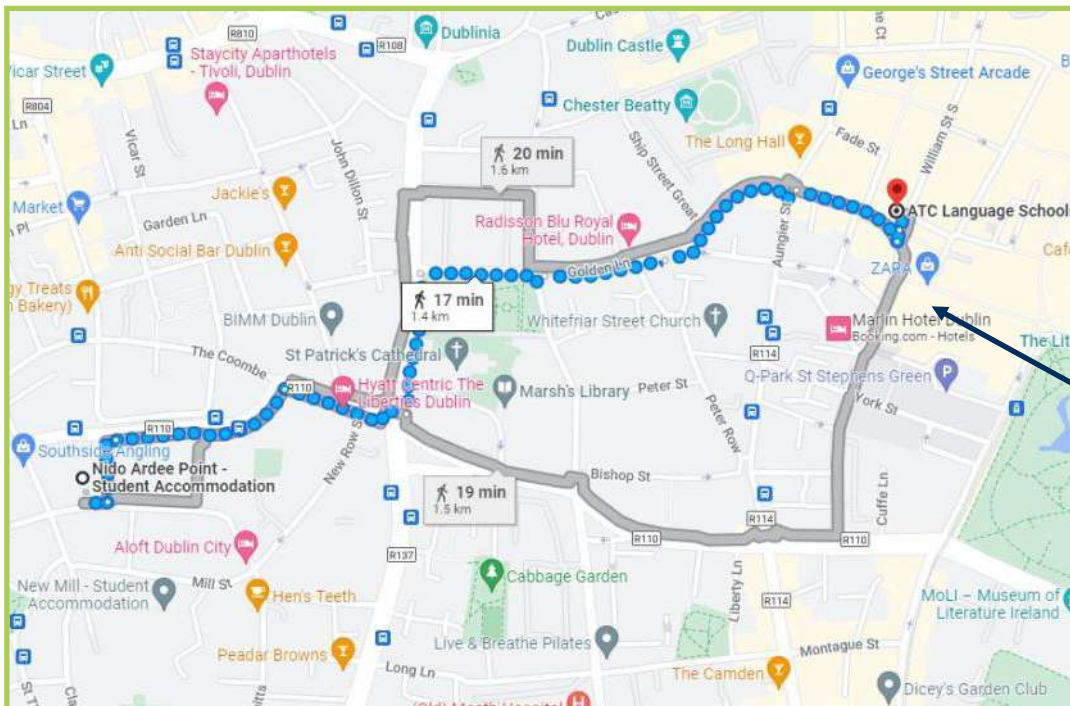 R810
Dublinia
R108
Staycity Aparthotels
- Tivoli, Dublin
Vicar Street
Dublin Castle
George's Street Arcade
R804
Ln
Chester Beatty
The Long Hall
Fade St
William St S
Vicar St
John Dillon St
Ship Street Great
20 min
1.6 km
Jackie's
Market
Garden Ln
Pl
Anti Social Bar Dublin
Radisson Blu Royal
Hotel, Dublin
Aungier St
ATC Language Schools
Golden Ln
ZARA
Treats
Bakery)
17 min
1.4 km
BIMM Dublin
Whitefriar Street Church
Marlin Hotel Dublin
Booking.com - Hotels
St Patrick's Cathedral
The Coombe
R110
Hyatt Centric The
Liberties Dublin
Marsh's Library
Peter St
R114
Q-Park St Stephens Green
York St
Peter Row
R110
Southside Angling
New Row S
Nido Ardee Point -
Student Accommodation
Bishop St
19 min
1.5 km
Cuffe Ln
R114
R110
R110
Aloft Dublin City
R137
Mill St
Cabbage Garden
Liberty Ln
New Mill - Student
Accommodation
Hen's Teeth
R114
MoLI – Museum of
Literature Ireland
Live & Breathe Pilates
Montague St
Peadar Browns
Long Ln
The Camden
Dicey's Garden Club